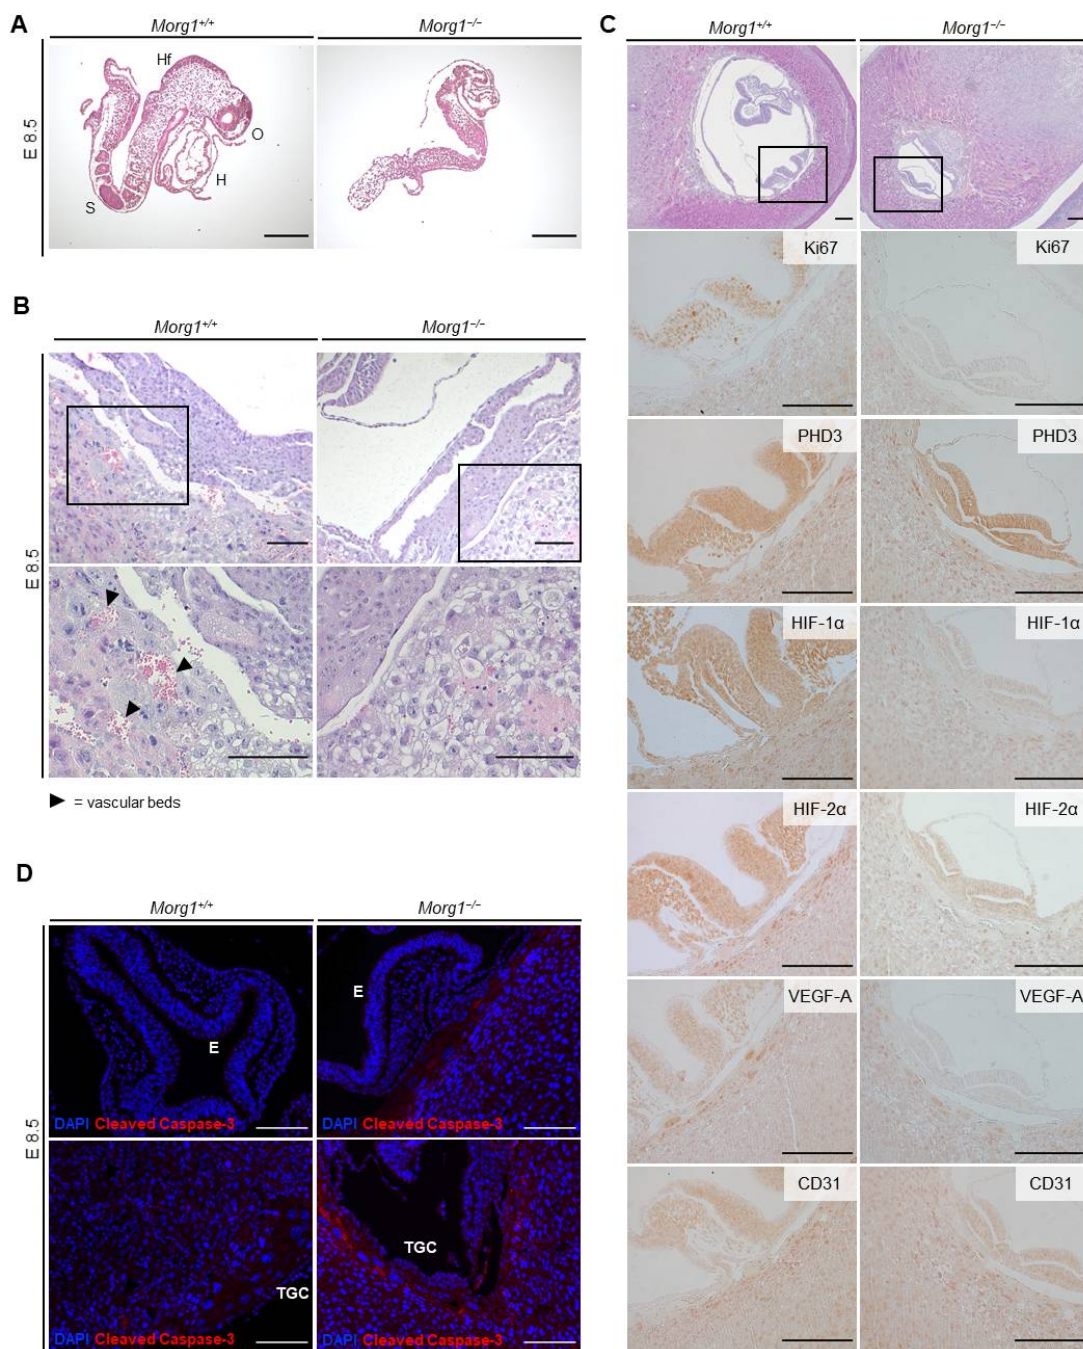 A
Morg1+/+
Morg1−/−
E 8.5
Hf
O
H
S
B
Morg1+/+
Morg1−/−
E 8.5
▶ = vascular beds
D
Morg1+/+
Morg1−/−
E 8.5
E
DAPI Cleaved Caspase-3
E
DAPI Cleaved Caspase-3
TGC
DAPI Cleaved Caspase-3
TGC
DAPI Cleaved Caspase-3
C
Morg1+/+
Morg1−/−
Ki67
Ki67
PHD3
PHD3
HIF-1α
HIF-1α
HIF-2α
HIF-2α
VEGF-A
VEGF-A
CD31
CD31